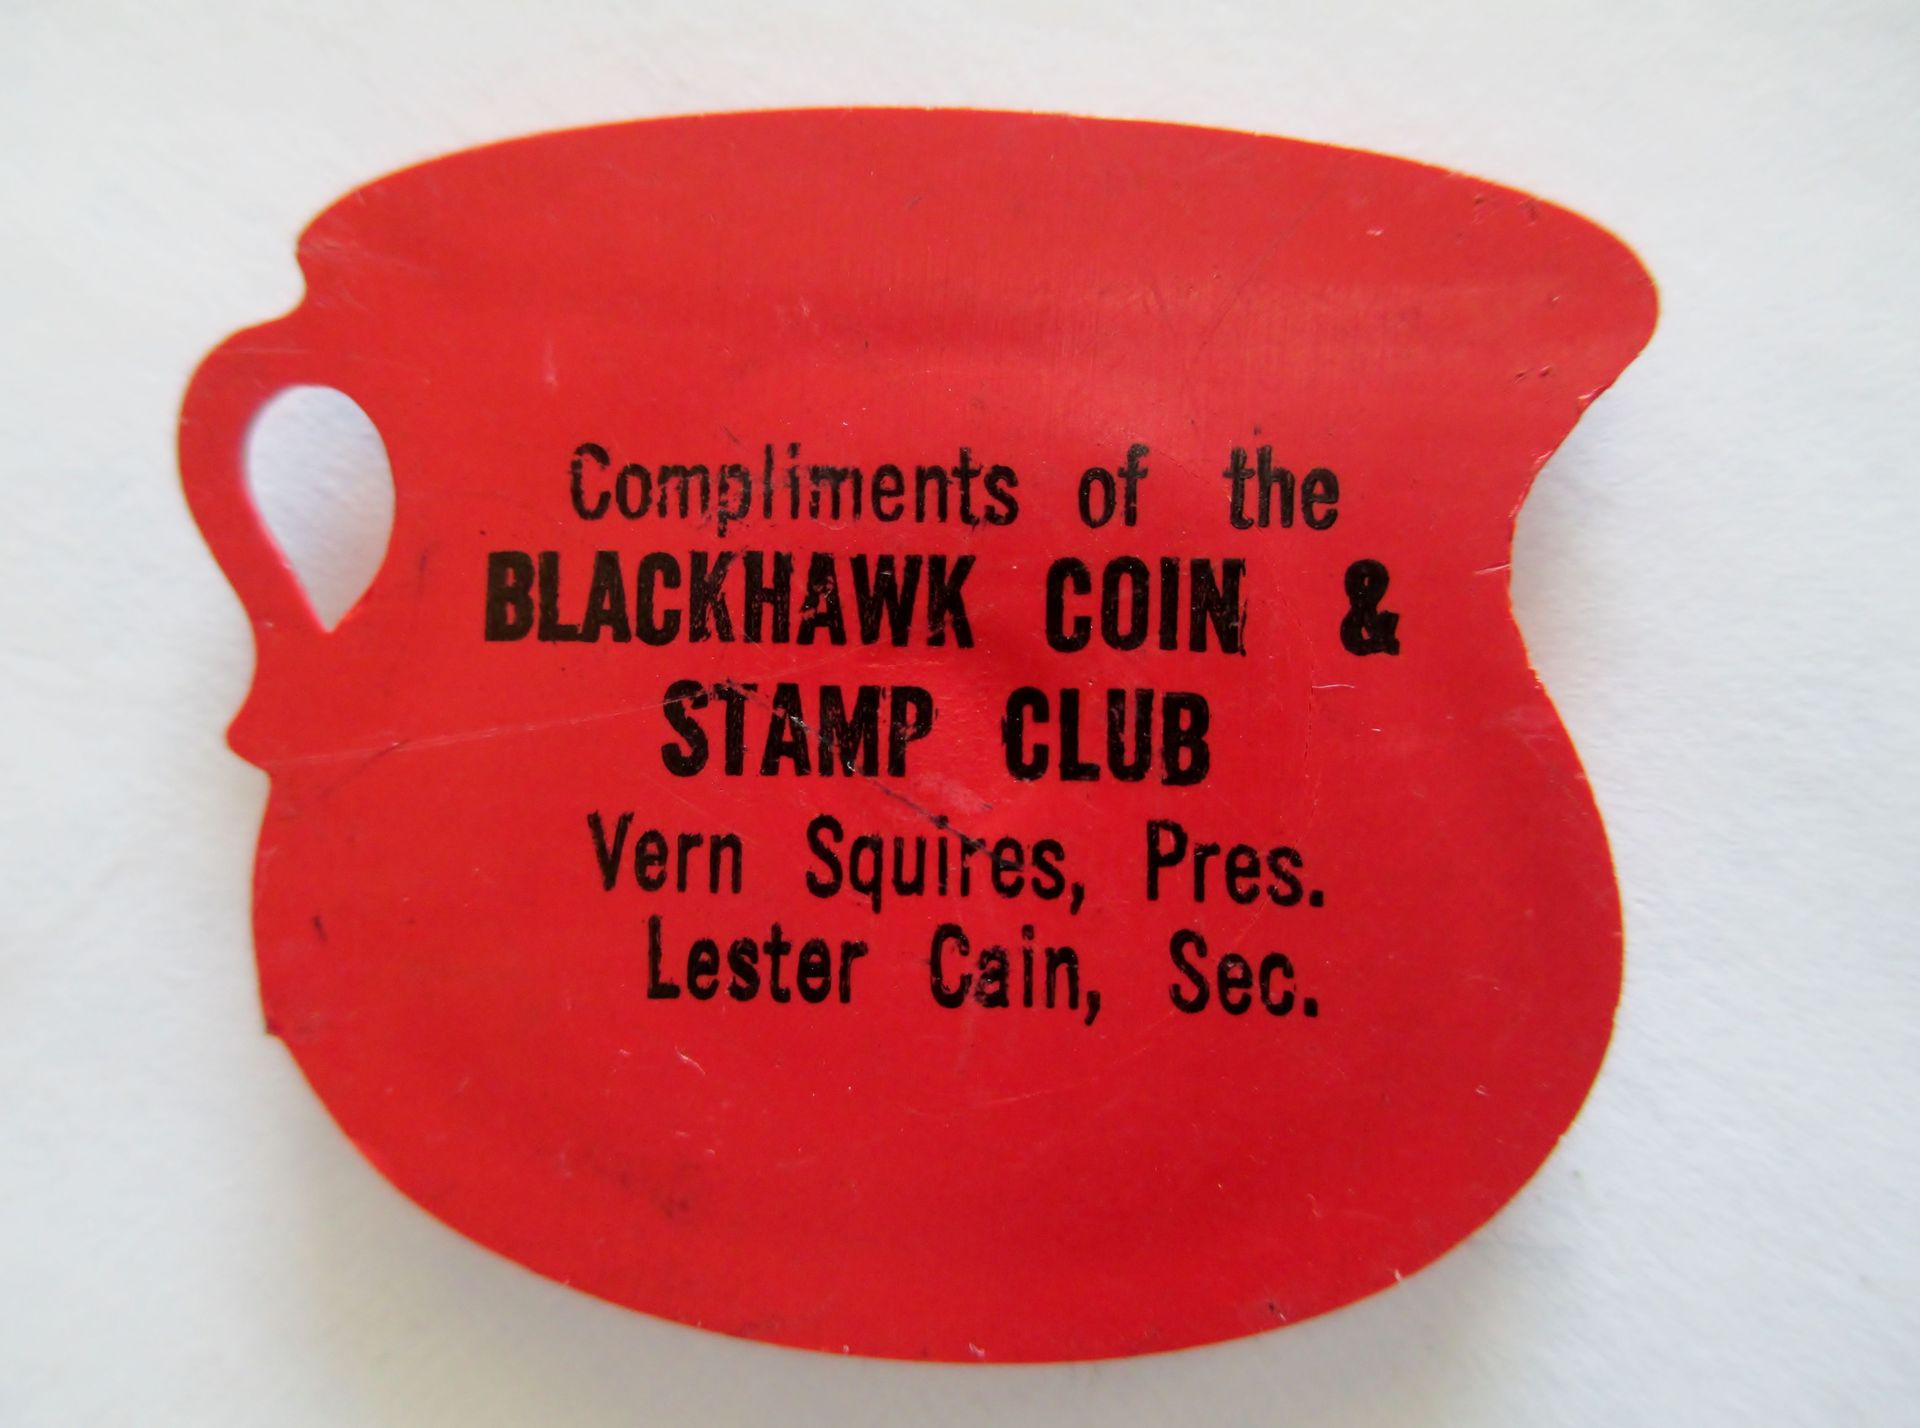 Compliments of the
BLACKHAWK COIN &
STAMP CLUB
Vern Squires, Pres.
Lester Cain, Sec.